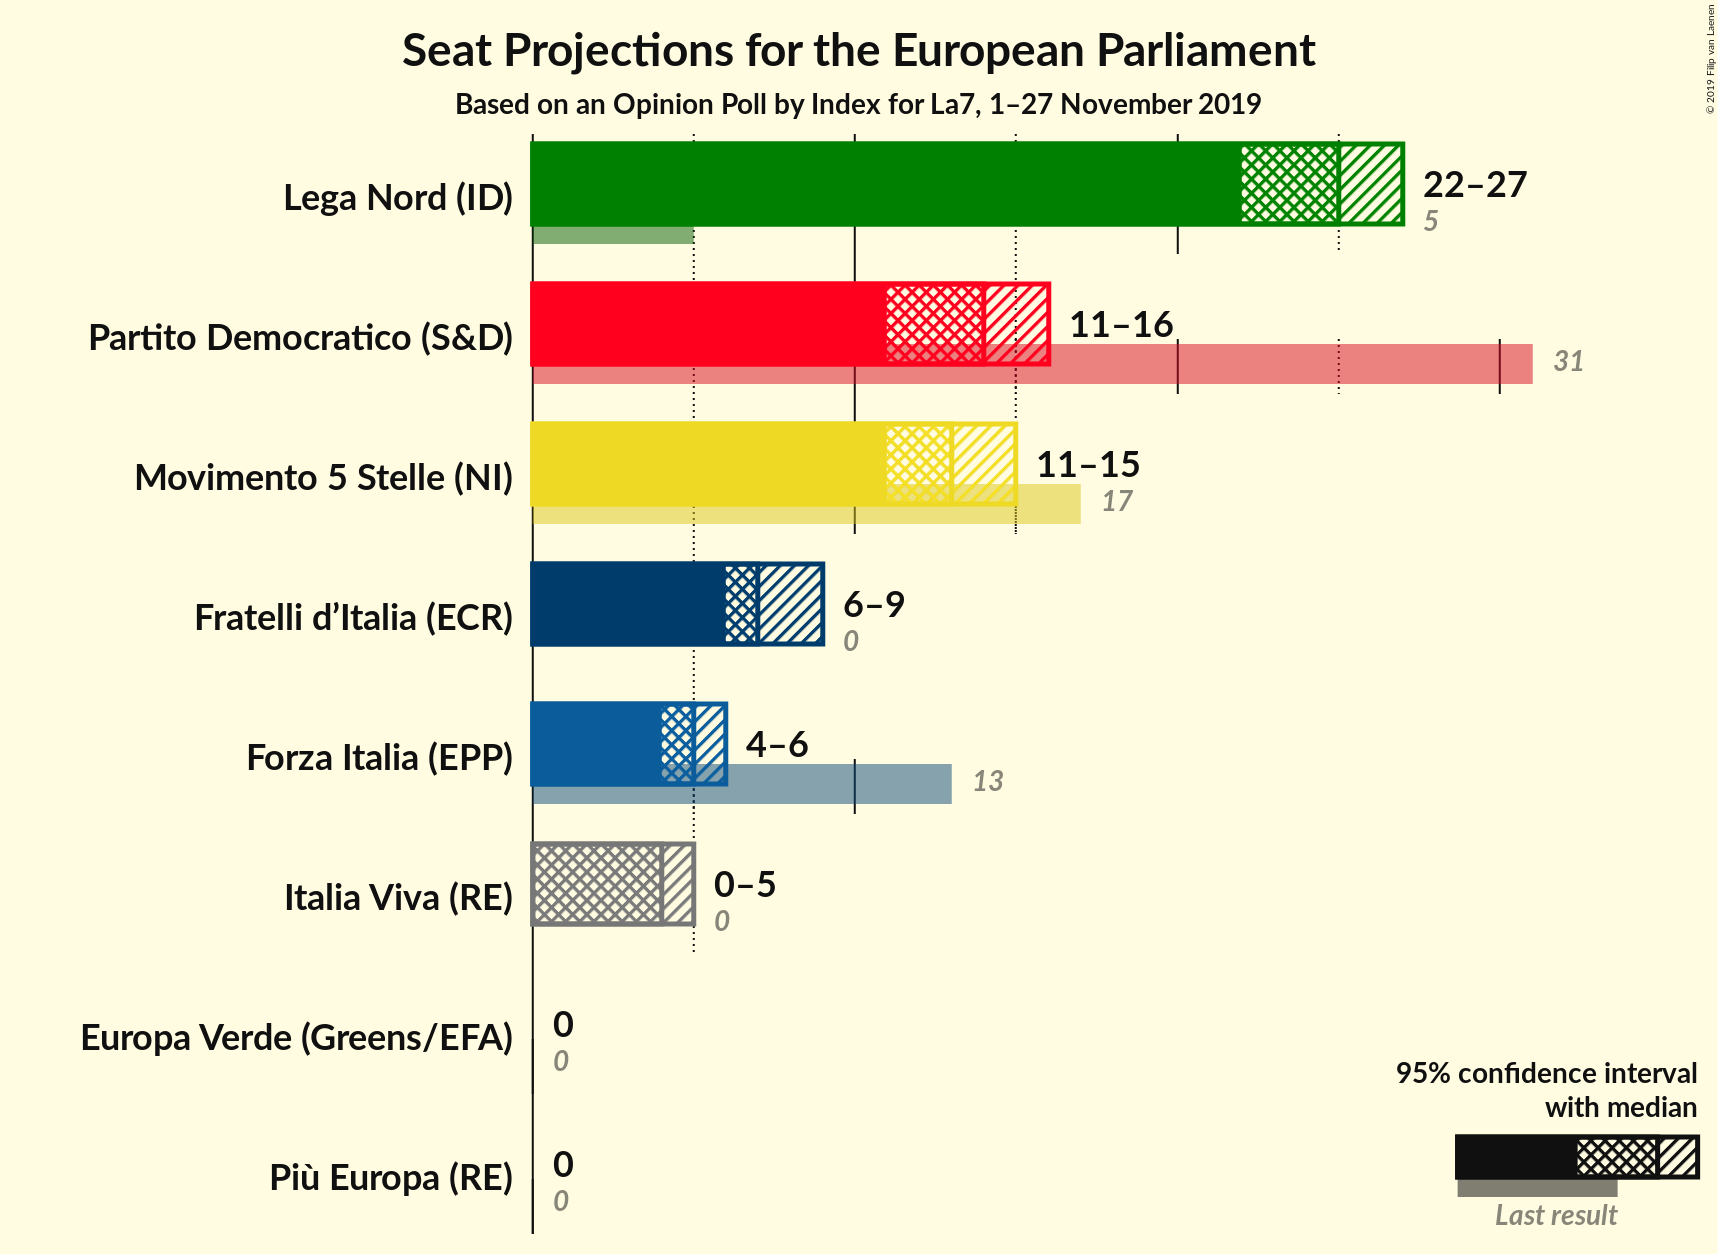 Seat Projections for the European Parliament
Based on an Opinion Poll by Index for La7, 1–27 November 2019
© 2019 Filip van Laenen
Lega Nord (ID)
22–27
5
Partito Democratico (S&D)
11–16
31
Movimento 5 Stelle (NI)
11–15
17
Fratelli d’Italia (ECR)
6–9
0
Forza Italia (EPP)
4–6
13
Italia Viva (RE)
0–5
0
Europa Verde (Greens/EFA)
0
0
Più Europa (RE)
0
0
95% confidence interval
with median
Last result